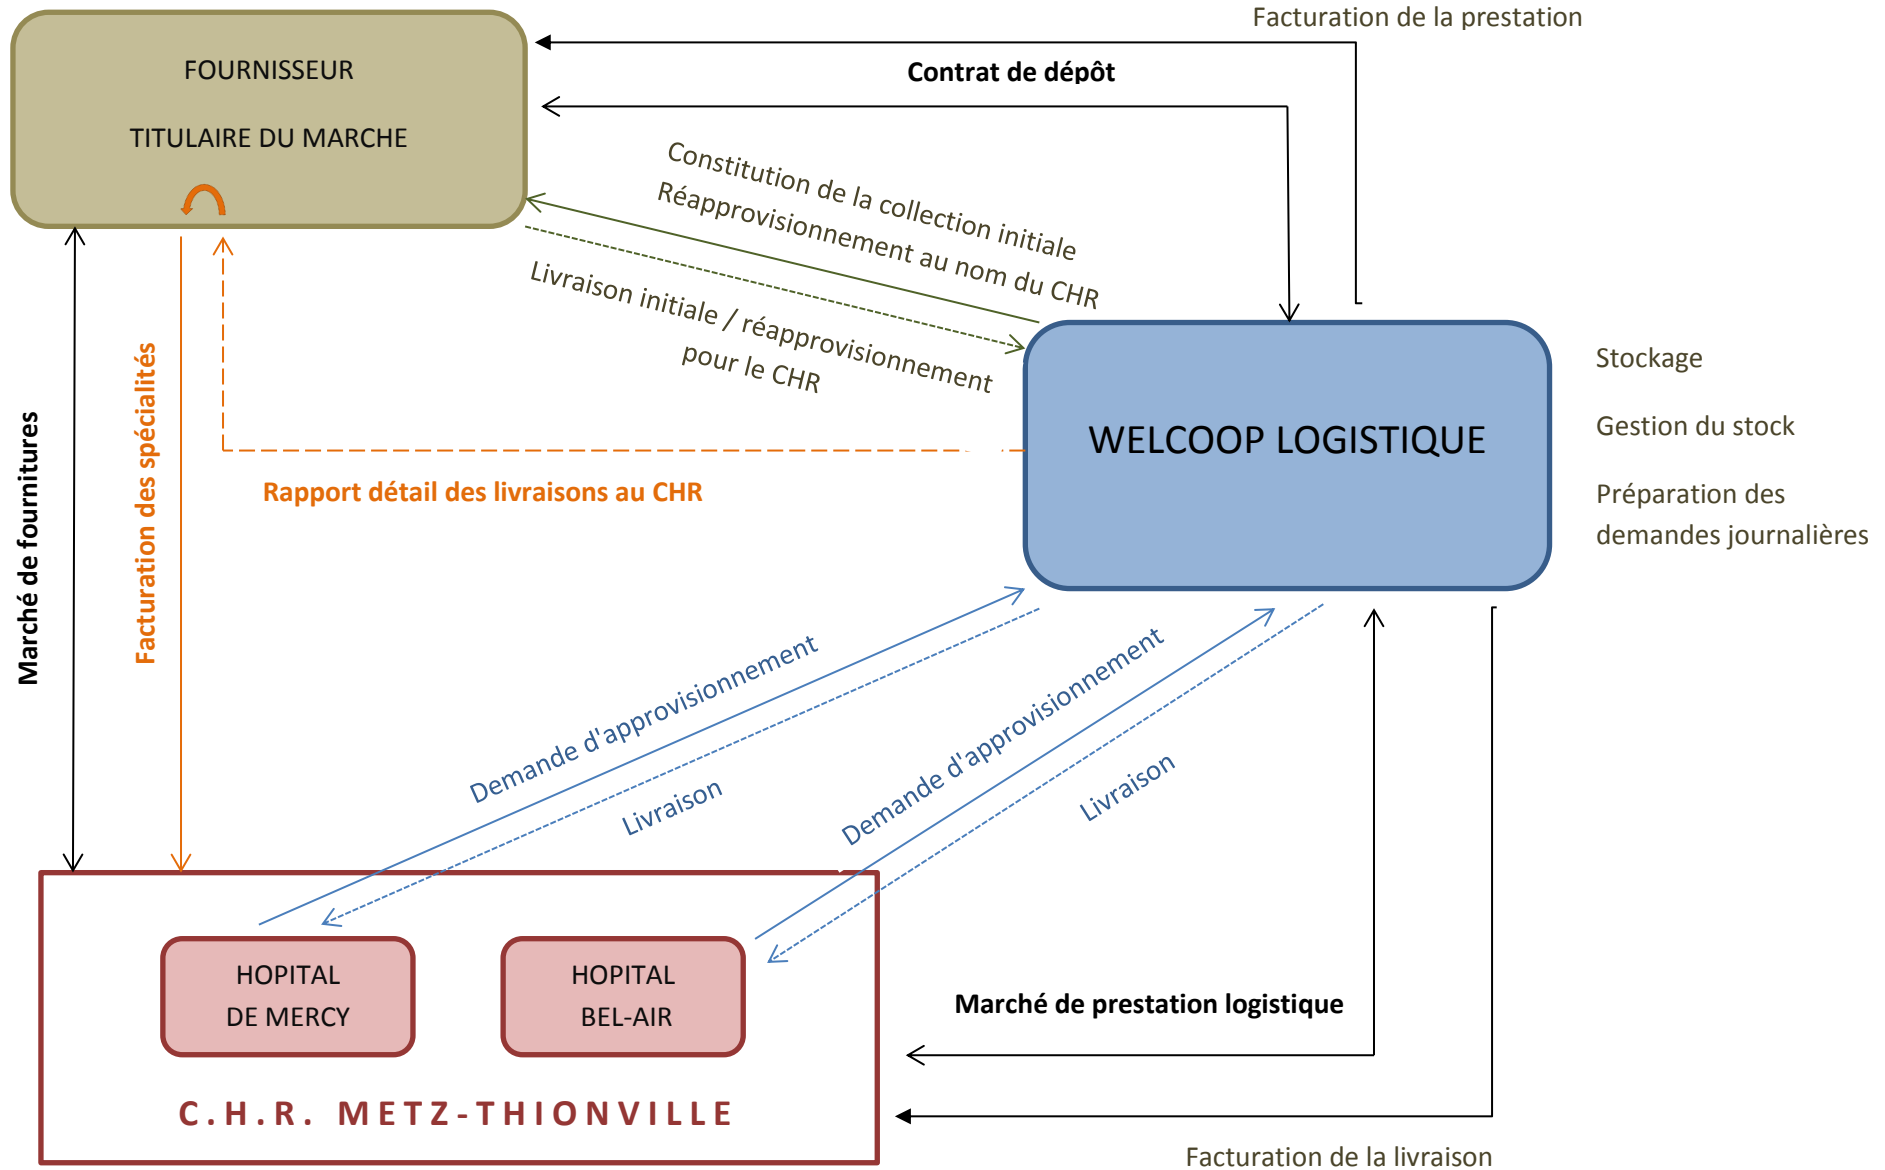 Facturation de la prestation
FOURNISSEUR
TITULAIRE DU MARCHE
Contrat de dépôt
Constitution de la collection initiale
Réapprovisionnement au nom du CHR
Livraison initiale / réapprovisionnement
pour le CHR
Marché de fournitures
Facturation des spécialités
Rapport détail des livraisons au CHR
WELCOOP LOGISTIQUE
Stockage
Gestion du stock
Préparation des
demandes journalières
Demande d'approvisionnement
Livraison
Demande d'approvisionnement
Livraison
HOPITAL
DE MERCY
HOPITAL
BEL-AIR
Marché de prestation logistique
C.H.R. METZ-THIONVILLE
Facturation de la livraison